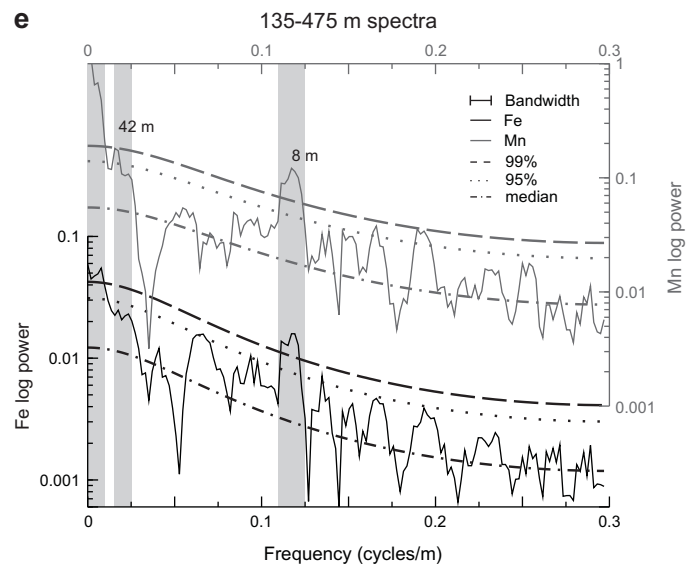 e
135-475 m spectra
0 0.1 0.2 0.3
1
Bandwidth
Fe
Mn
99%
95%
median
42 m
8 m
0.1
0.01
0.001
Mn log power
0.1
0.01
0.001
Fe log power
0 0.1 0.2 0.3
Frequency (cycles/m)